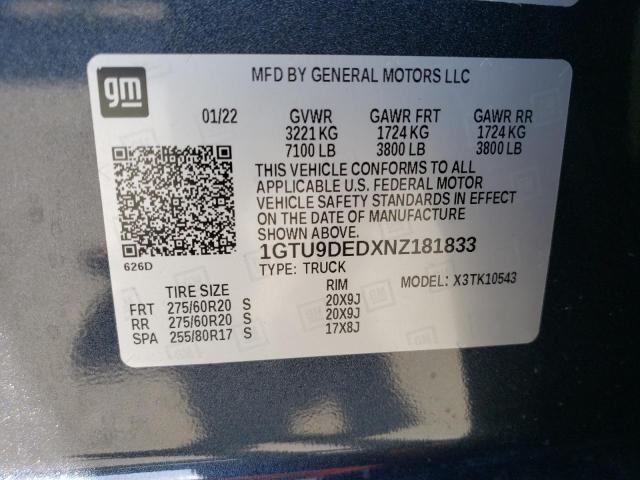 gm
MFD BY GENERAL MOTORS LLC
01/22 GVWR GAWR FRT GAWR RR
3221 KG 1724 KG 1724 KG
7100 LB 3800 LB 3800 LB
THIS VEHICLE CONFORMS TO ALL
APPLICABLE U.S. FEDERAL MOTOR
VEHICLE SAFETY STANDARDS IN EFFECT
ON THE DATE OF MANUFACTURE
SHOWN ABOVE.
626D
1GTU9DEDXNZ181833
TYPE: TRUCK
MODEL: X3TK10543
TIRE SIZE RIM
FRT 275/60R20 S 20X9J
RR 275/60R20 S 20X9J
SPA 255/80R17 S 17X8J